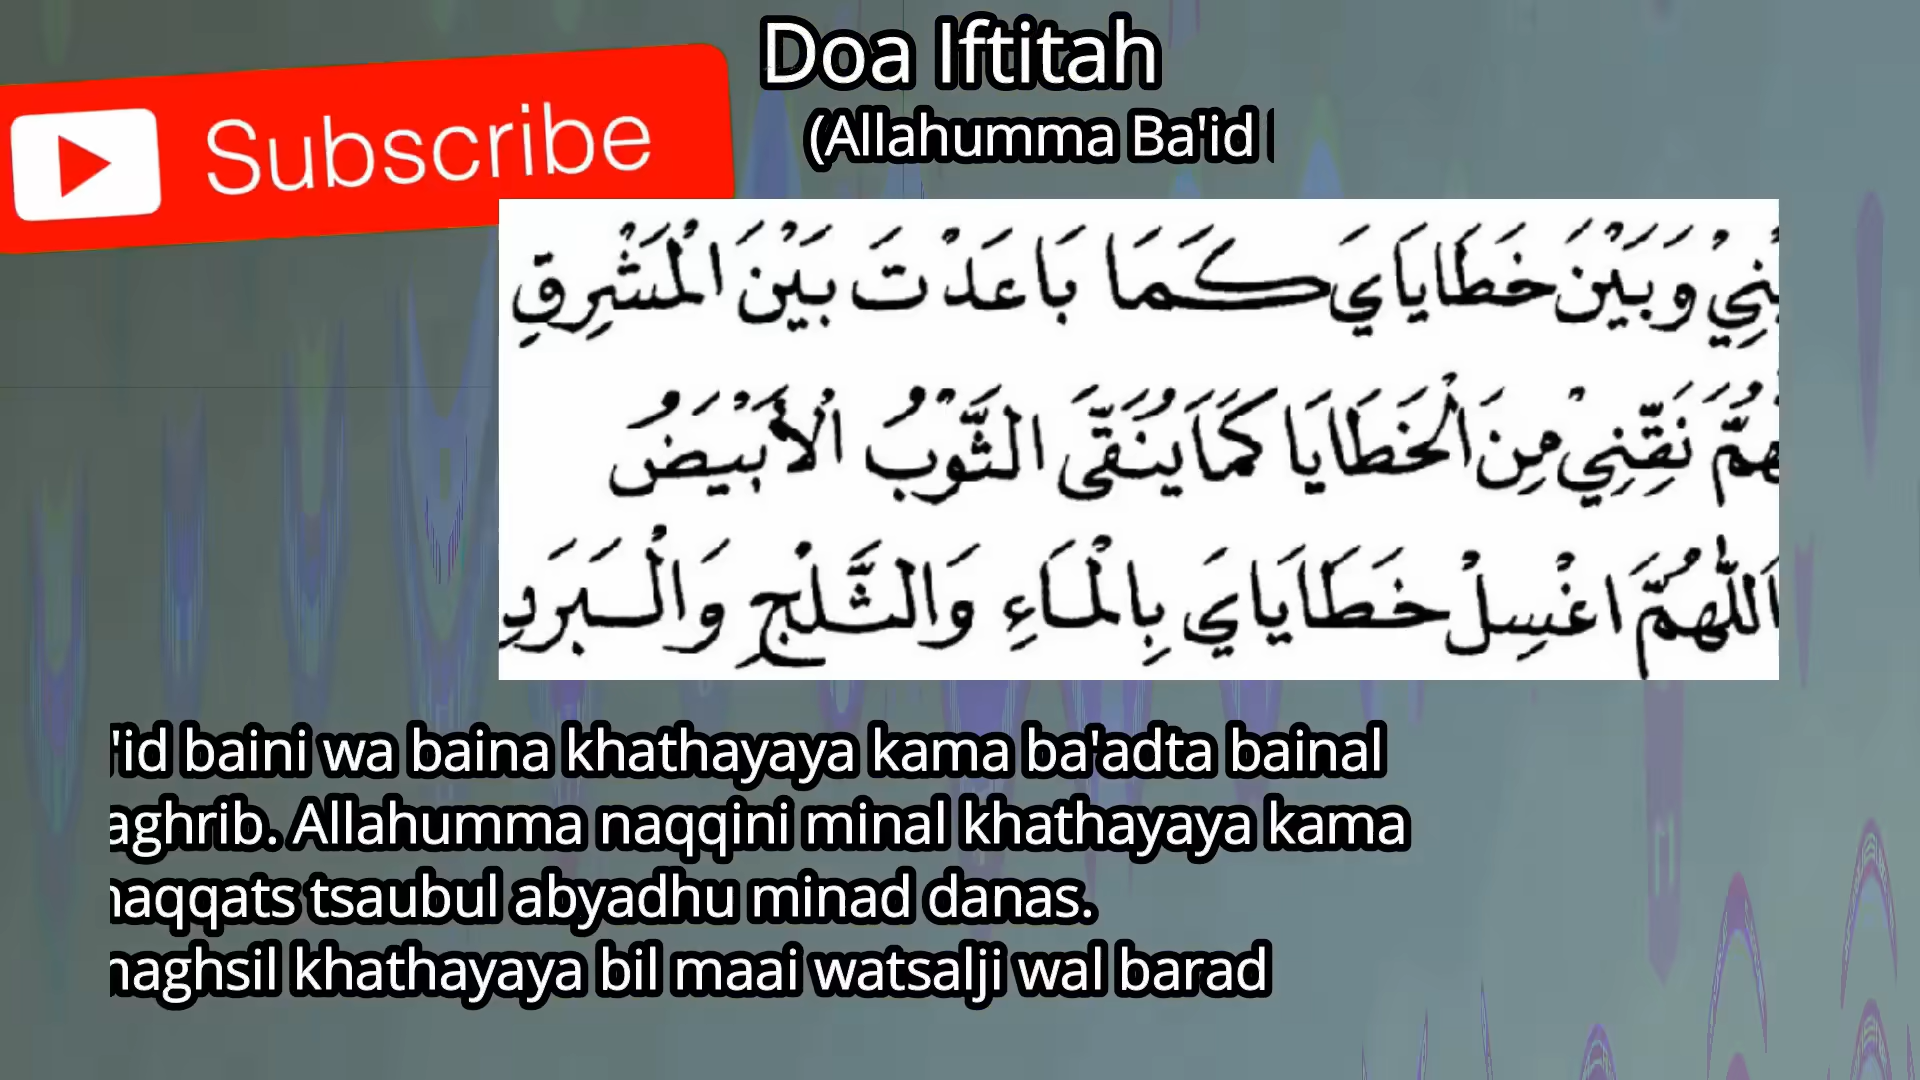 Doa Iftitah
Subscribe
(Allahumma Ba'id
وَبَيْنَ خَطَايَايَ كَمَا بَاعَدْتَ بَيْنَ الْمَشْرِقِ
نَقِّنِيْ مِنَ الْخَطَايَا كَمَا يُنَقَّى الثَّوْبُ الْأَبْيَضُ
اَللّٰهُمَّ اغْسِلْ خَطَايَايَ بِالْمَاءِ وَالثَّلْجِ وَالْبَرَدِ
'id baini wa baina khathayaya kama ba'adta bainal
aghrib. Allahumma naqqini minal khathayaya kama
naqqats tsaubul abyadhu minad danas.
naghsil khathayaya bil maai watsalji wal barad